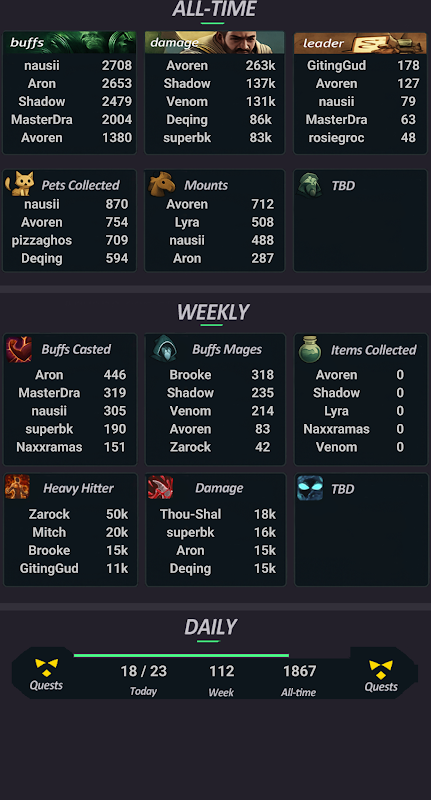 ALL-TIME
buffs
nausii 2708
Aron 2653
Shadow 2479
MasterDra 2004
Avoren 1380
damage
Avoren 263k
Shadow 137k
Venom 131k
Deqing 86k
superbk 83k
leader
GitingGud 178
Avoren 127
nausii 79
MasterDra 63
rosiegroc 48
Pets Collected
nausii 870
Avoren 754
pizzaghos 709
Deqing 594
Mounts
Avoren 712
Lyra 508
nausii 488
Aron 287
TBD
WEEKLY
Buffs Casted
Aron 446
MasterDra 319
nausii 305
superbk 190
Naxxramas 151
Buffs Mages
Brooke 318
Shadow 235
Venom 214
Avoren 83
Zarock 42
Items Collected
Avoren 0
Shadow 0
Lyra 0
Naxxramas 0
Venom 0
Heavy Hitter
Zarock 50k
Mitch 20k
Brooke 15k
GitingGud 11k
Damage
Thou-Shal 18k
superbk 16k
Aron 15k
Deqing 15k
TBD
DAILY
Quests
18 / 23
Today
112
Week
1867
All-time
Quests